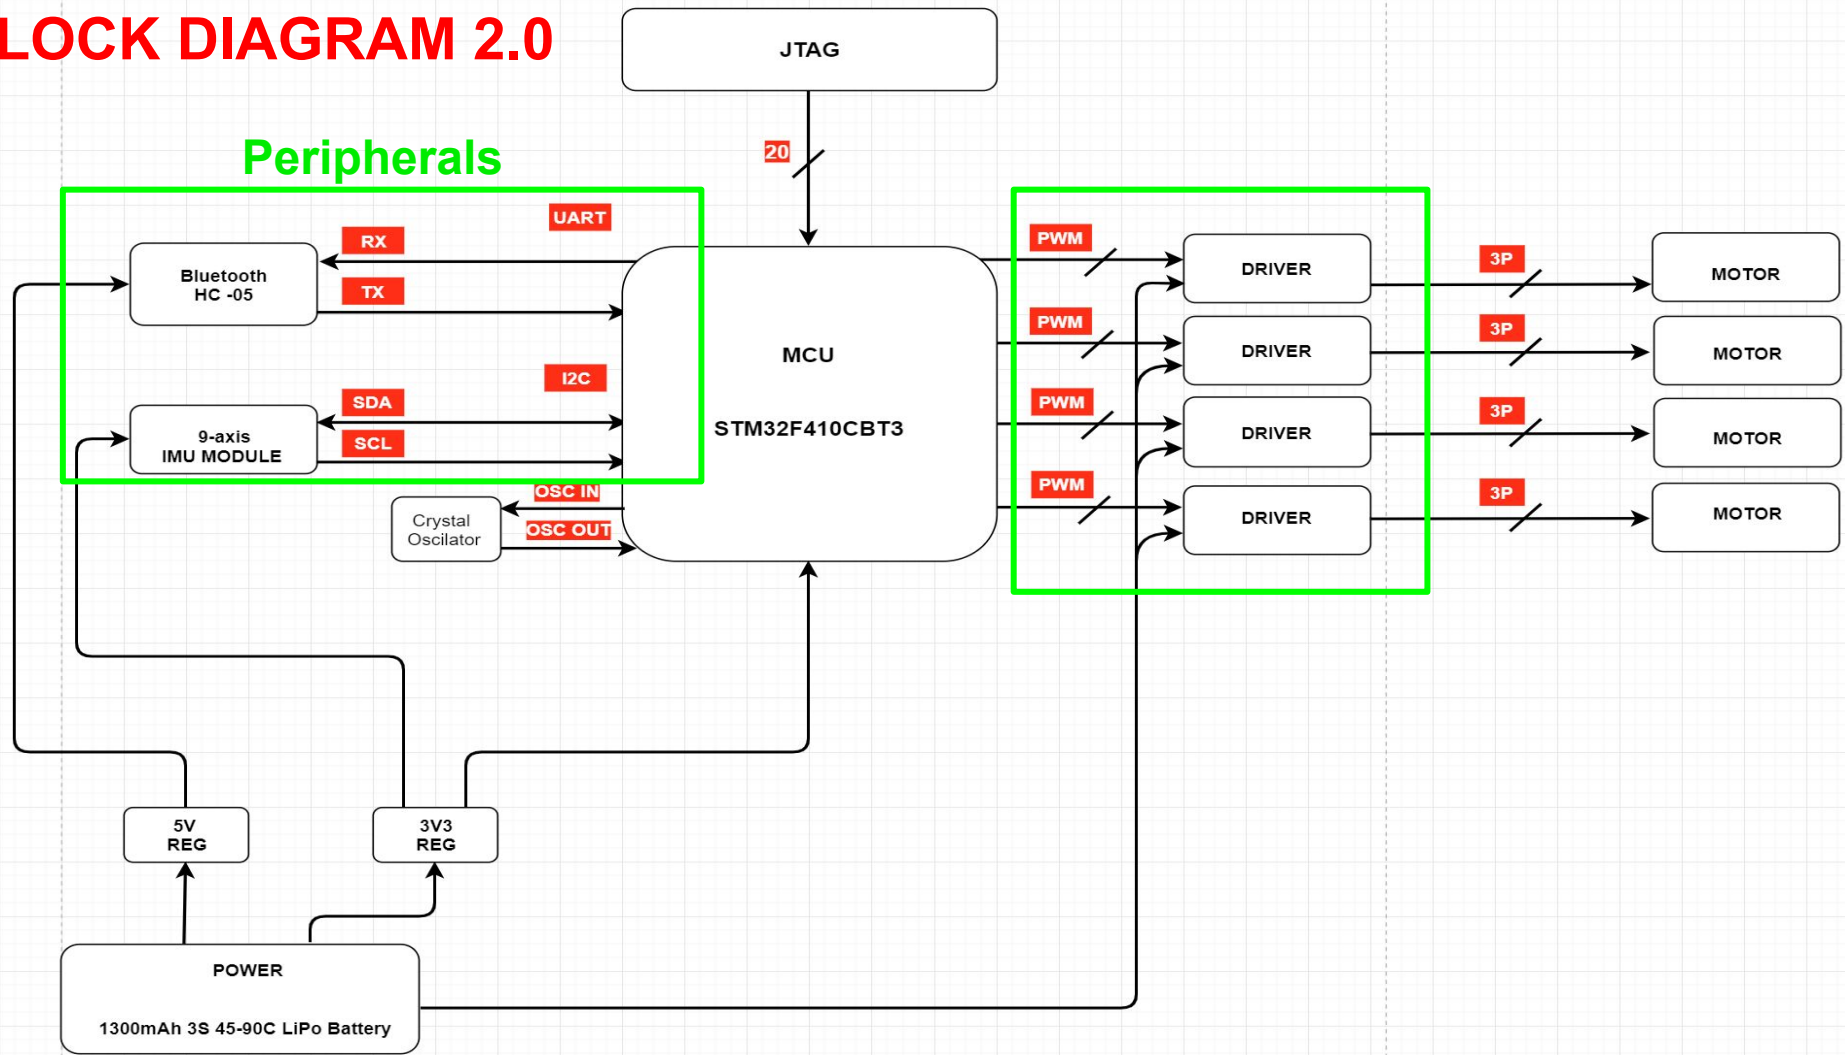 LOCK DIAGRAM 2.0
JTAG
20
Peripherals
UART
RX
TX
Bluetooth
HC -05
I2C
SDA
SCL
9-axis
IMU MODULE
OSC IN
OSC OUT
Crystal
Oscilator
MCU
STM32F410CBT3
PWM
DRIVER
3P
MOTOR
PWM
DRIVER
3P
MOTOR
PWM
DRIVER
3P
MOTOR
PWM
DRIVER
3P
MOTOR
5V
REG
3V3
REG
POWER
1300mAh 3S 45-90C LiPo Battery